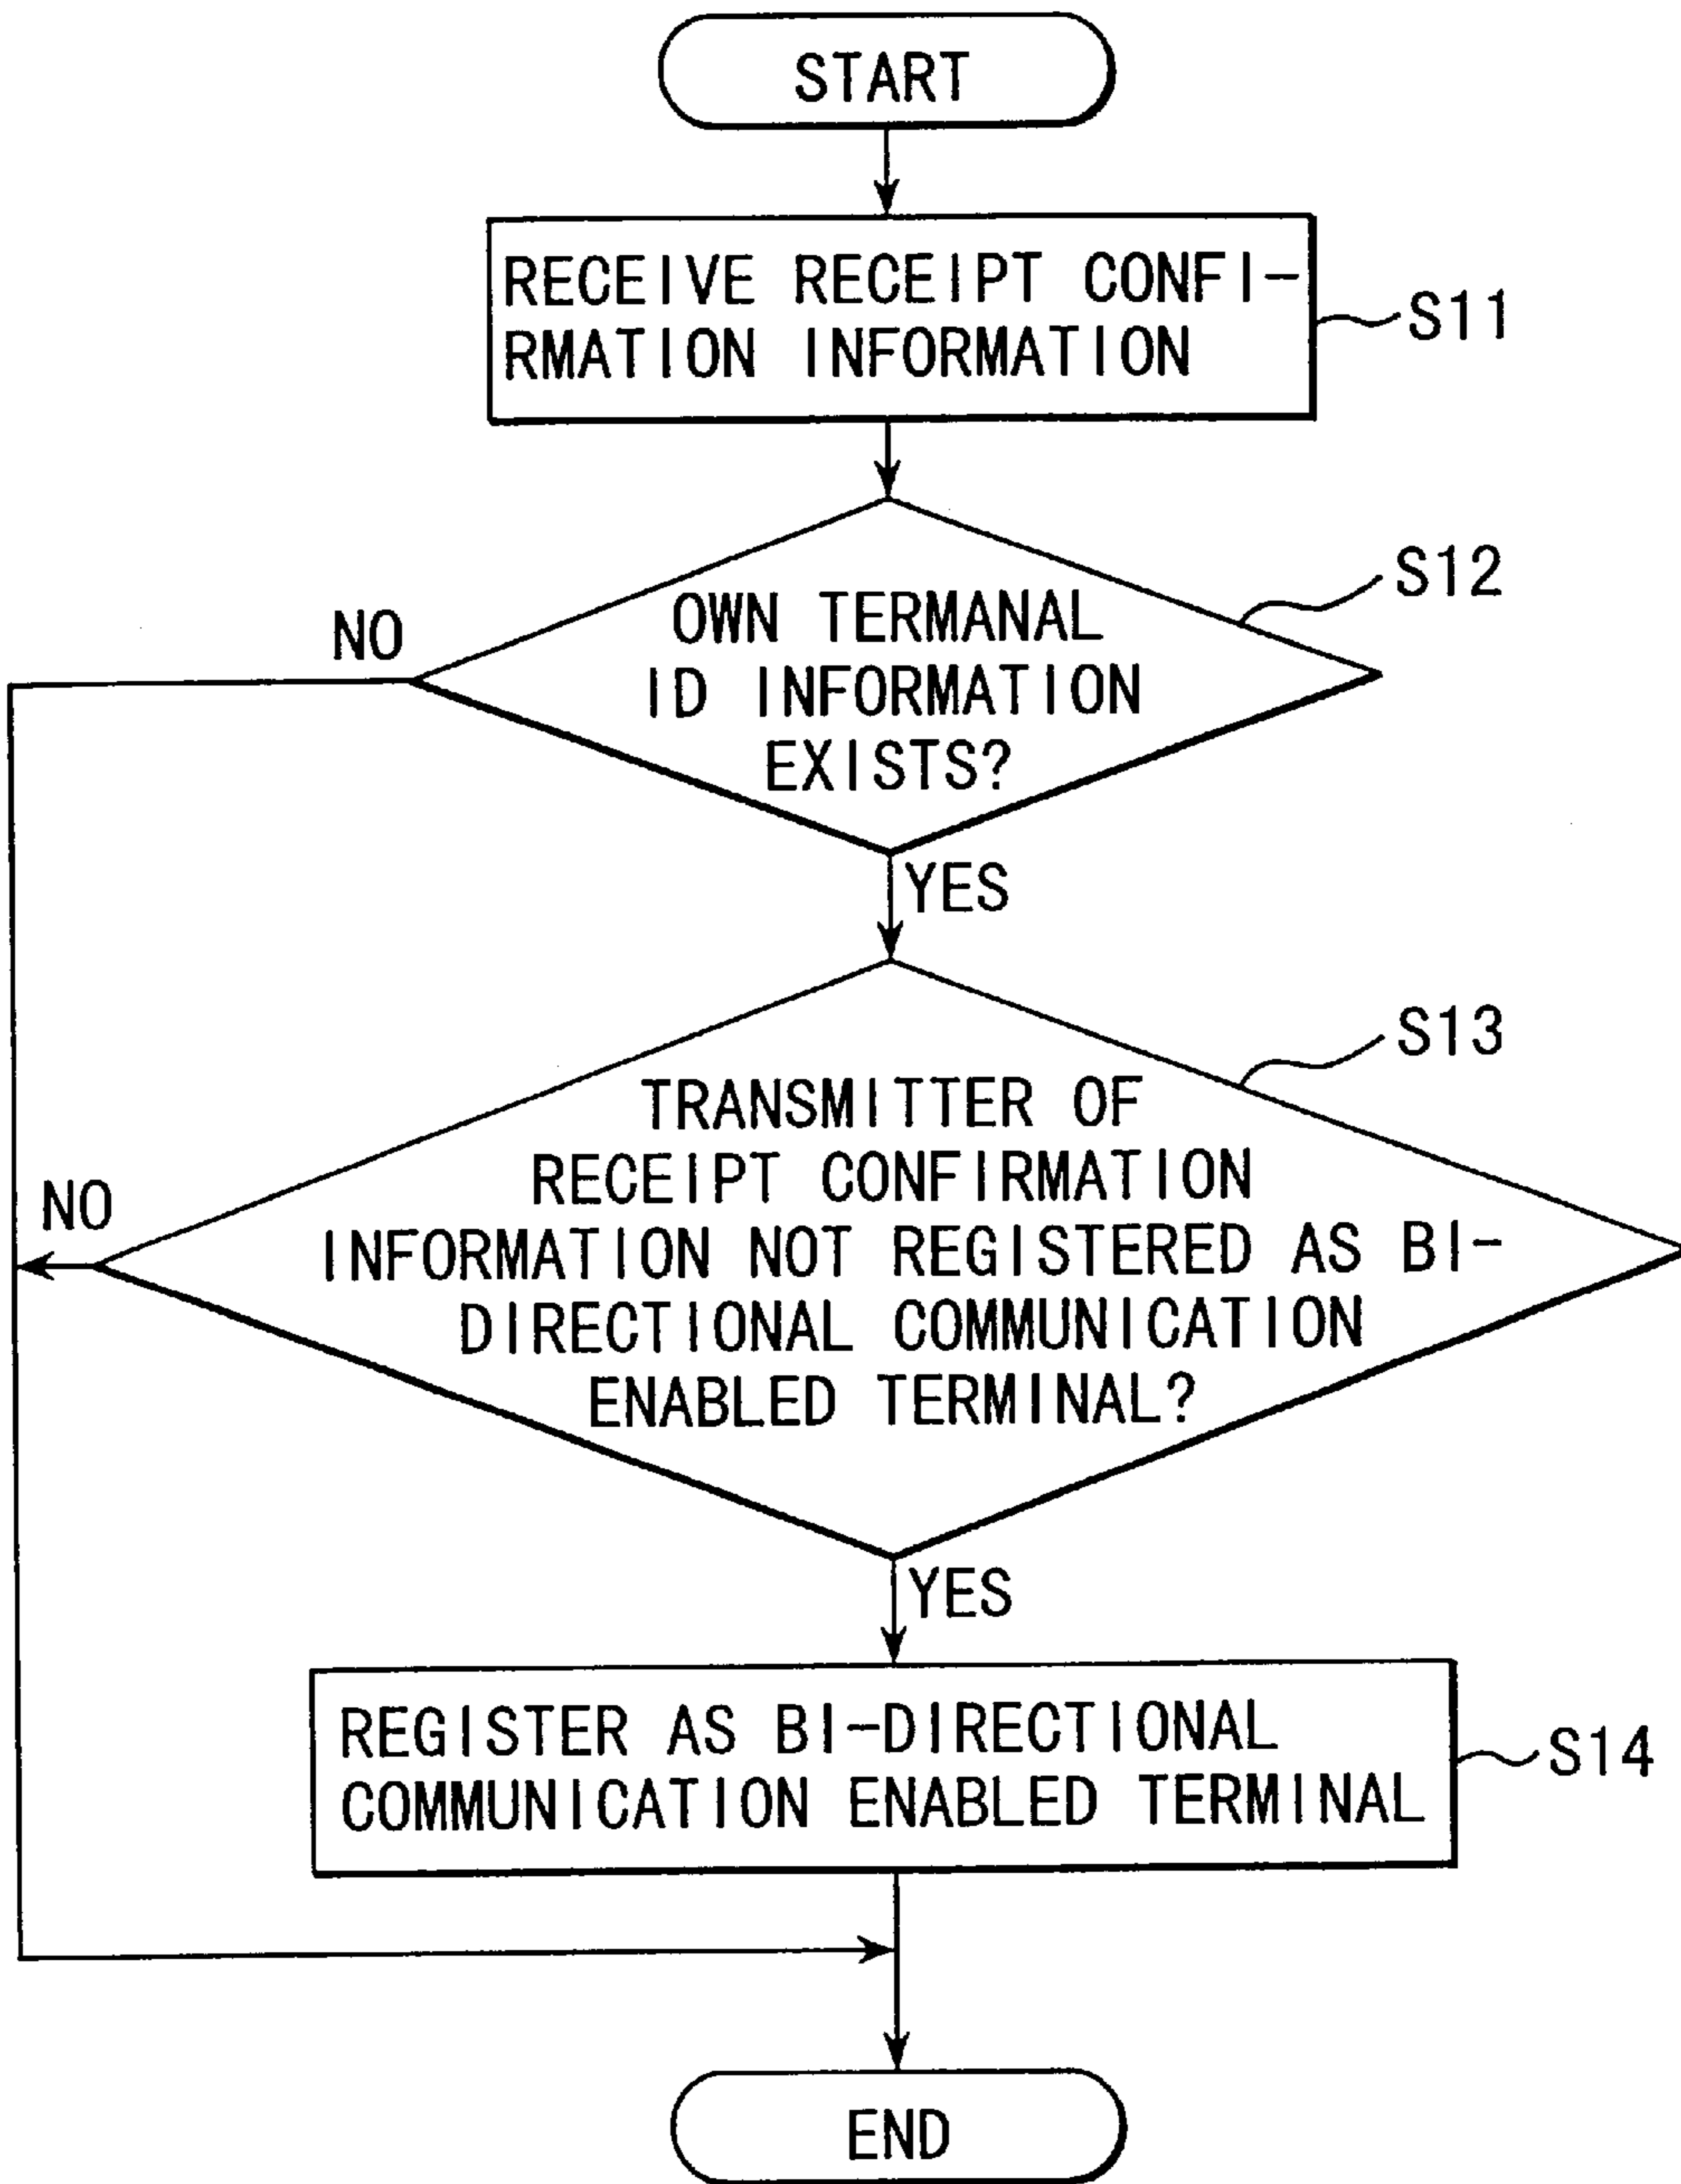 START
RECEIVE RECEIPT CONFI-
RMATION INFORMATION
S11
S12
NO
OWN TERMANAL
ID INFORMATION
EXISTS?
YES
S13
TRANSMITTER OF
RECEIPT CONFIRMATION
NO
INFORMATION NOT REGISTERED AS BI-
DIRECTIONAL COMMUNICATION
ENABLED TERMINAL?
YES
REGISTER AS BI-DIRECTIONAL
COMMUNICATION ENABLED TERMINAL
S14
END